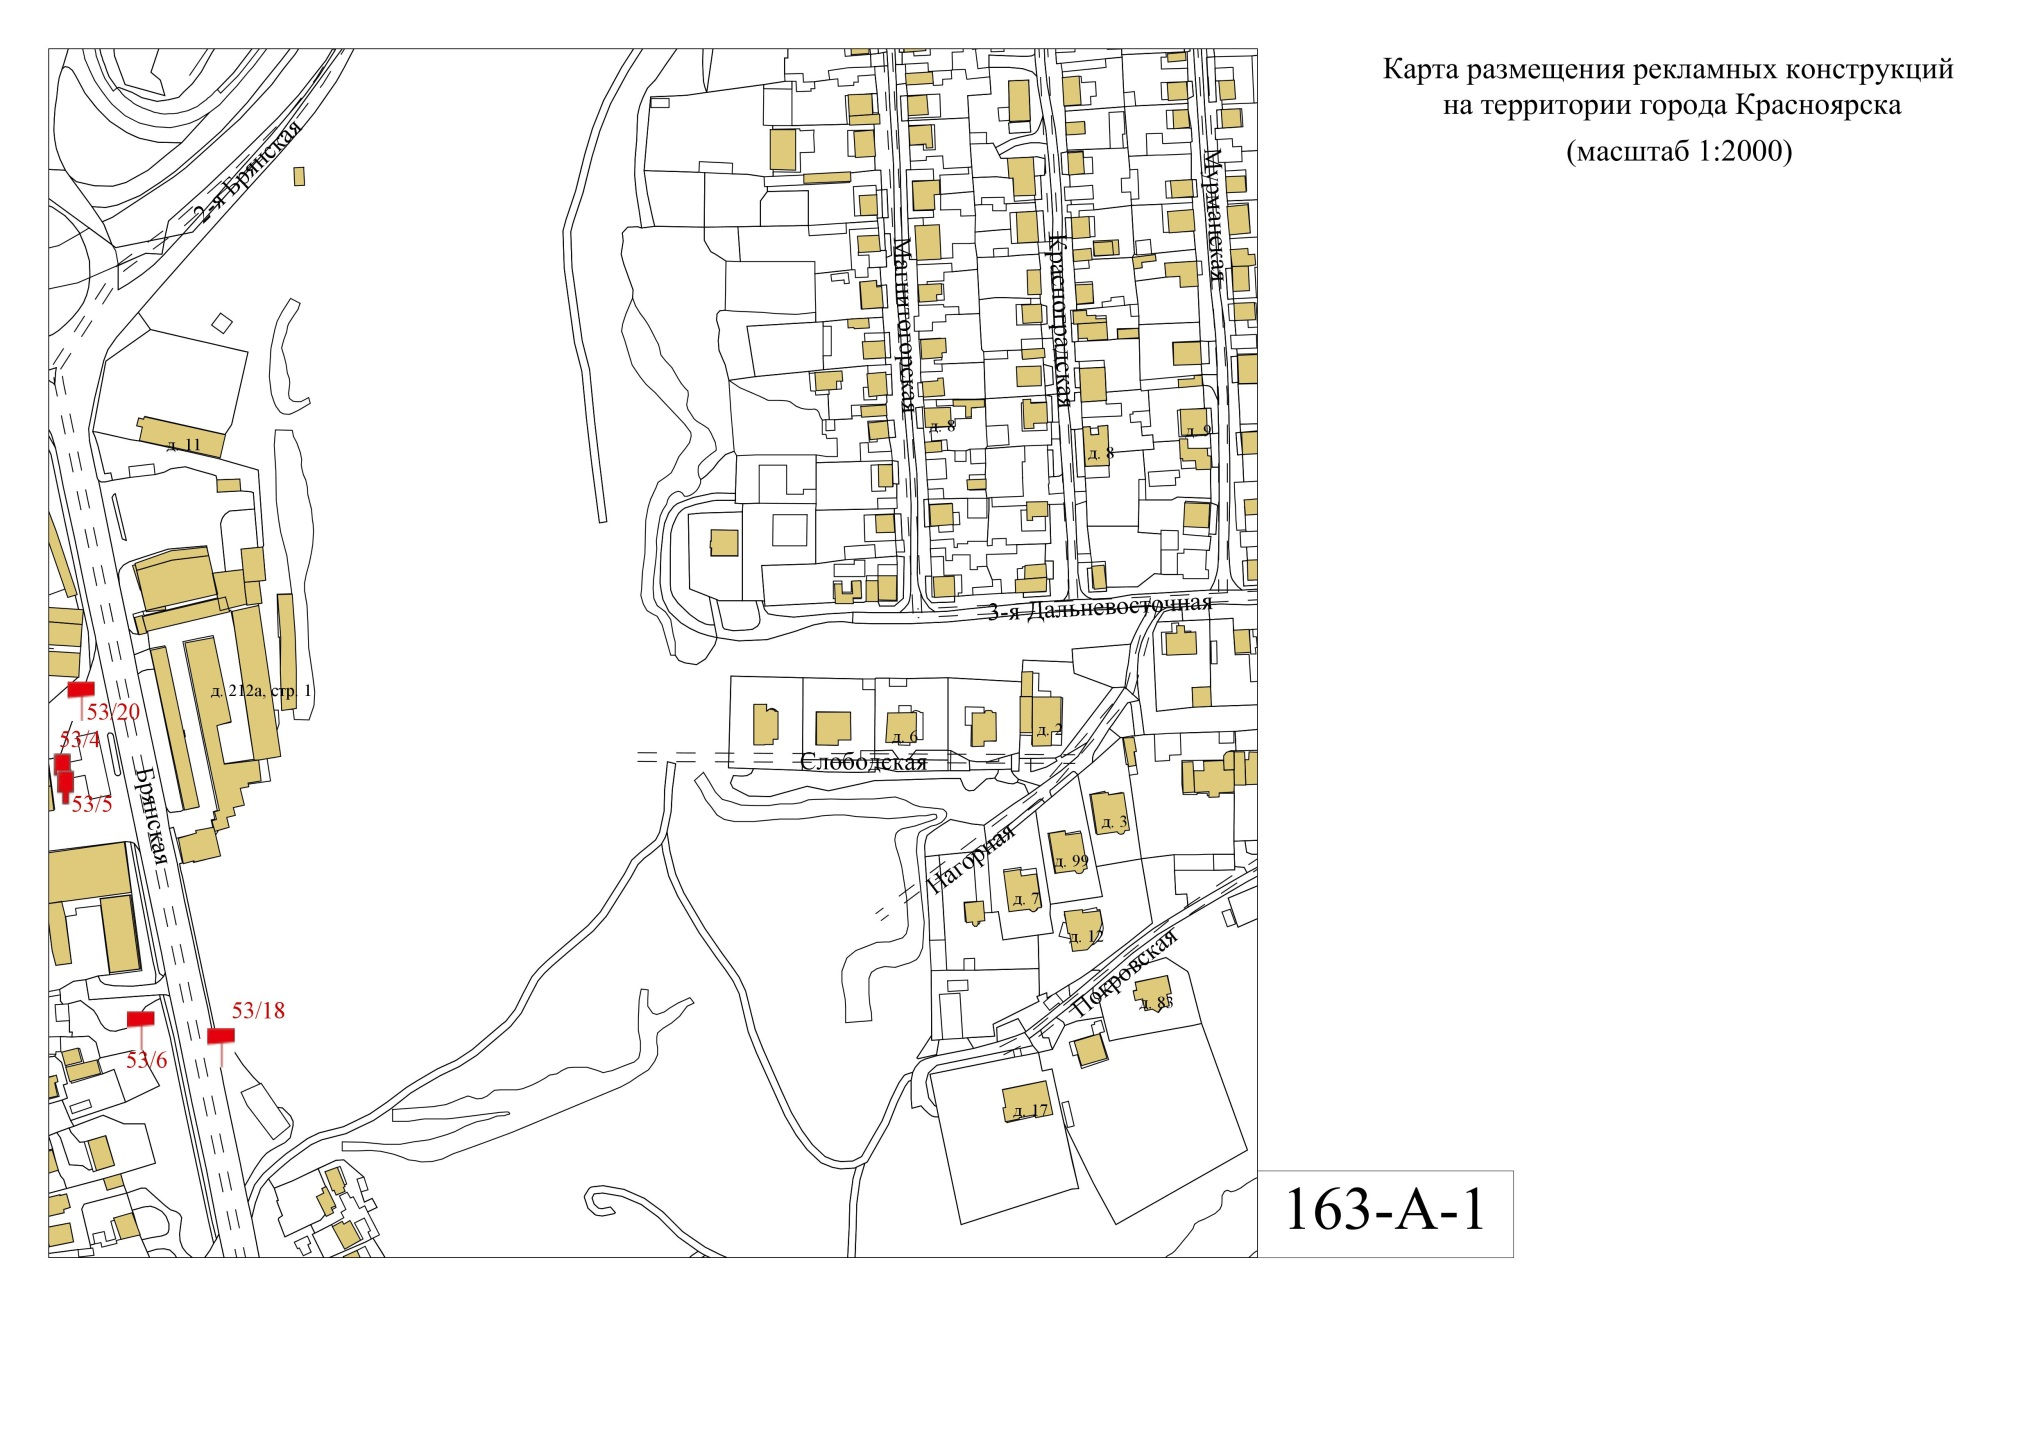 Карта размещения рекламных конструкций
на территории города Красноярска
(масштаб 1:2000)
2-я Брянская
Мурманская
Магнитогорская
Красноградская
д. 11
д. 8
д. 8
д. 9
3-я Дальневосточная
д. 212а, стр. 1
53/20
53/4
53/5
Брянская
д. 2
д. 6
Слободская
д. 3
Нагорная
д. 99
д. 7
д. 12
Покровская
д. 83
53/18
53/6
д. 17
163-А-1